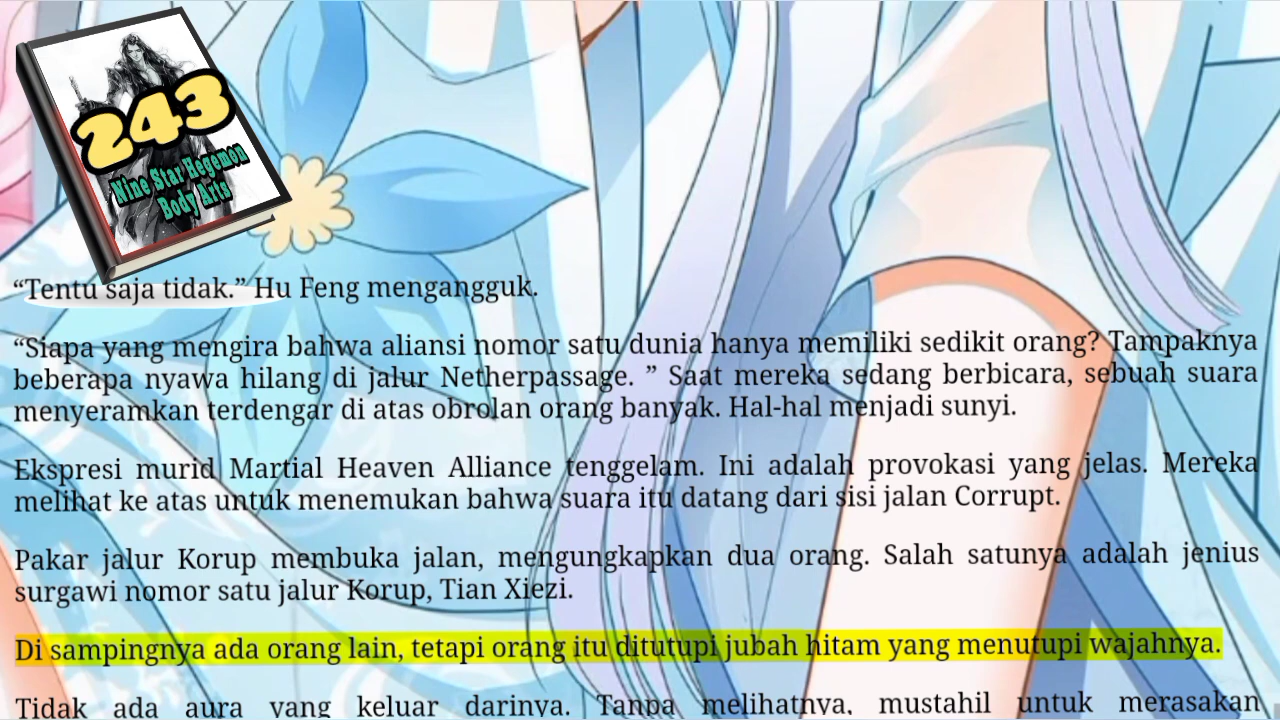 243
Nine Star Hegemon
Body Arts
“Tentu saja tidak.” Hu Feng mengangguk.
“Siapa yang mengira bahwa aliansi nomor satu dunia hanya memiliki sedikit orang? Tampaknya
beberapa nyawa hilang di jalur Netherpassage. ” Saat mereka sedang berbicara, sebuah suara
menyeramkan terdengar di atas obrolan orang banyak. Hal-hal menjadi sunyi.
Ekspresi murid Martial Heaven Alliance tenggelam. Ini adalah provokasi yang jelas. Mereka
melihat ke atas untuk menemukan bahwa suara itu datang dari sisi jalan Corrupt.
Pakar jalur Korup membuka jalan, mengungkapkan dua orang. Salah satunya adalah jenius
surgawi nomor satu jalur Korup, Tian Xiezi.
Di sampingnya ada orang lain, tetapi orang itu ditutupi jubah hitam yang menutupi wajahnya.
Tidak ada aura yang keluar darinya. Tanpa melihatnya, mustahil untuk merasakan